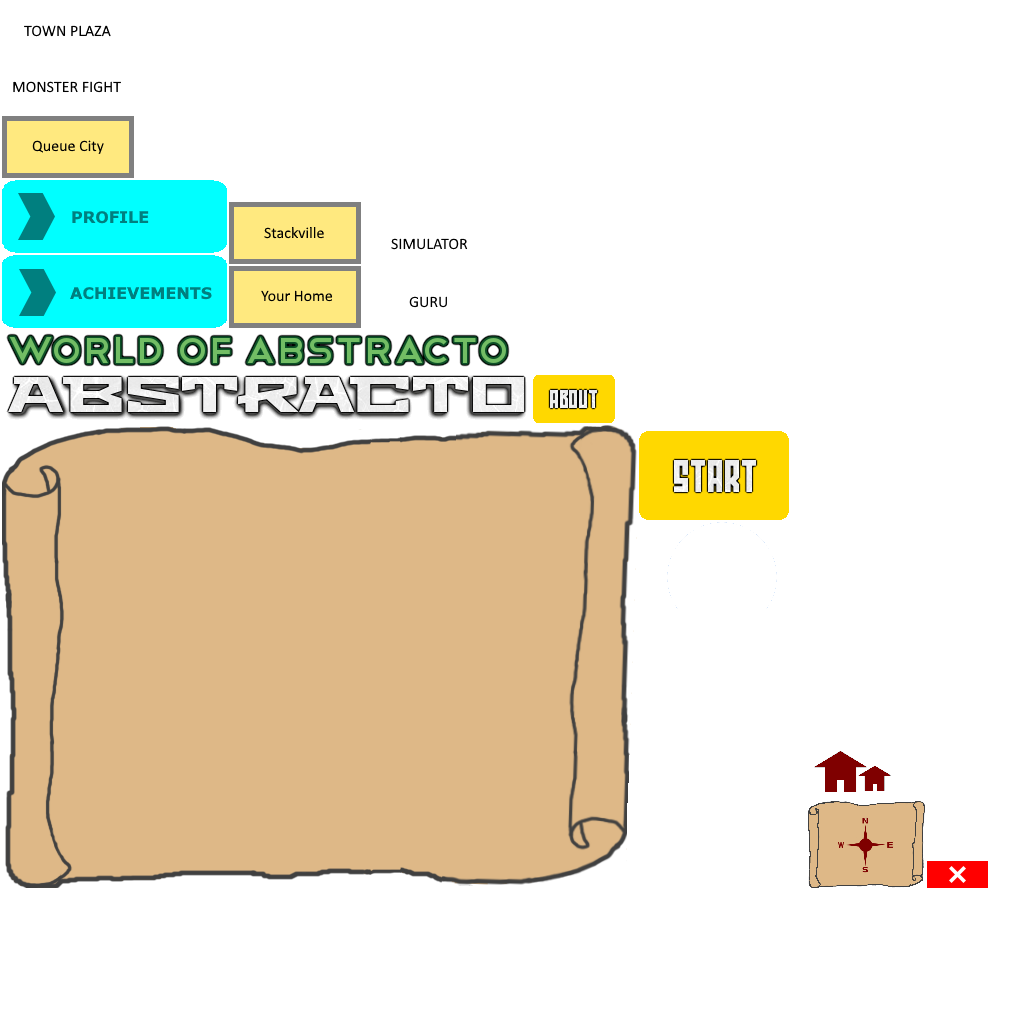 TOWN PLAZA
MONSTER FIGHT
Queue City
PROFILE
Stackville
SIMULATOR
ACHIEVEMENTS
Your Home
GURU
WORLD OF ABSTRACTO
ABSTRACTO
ABOUT
START
N
W E
S